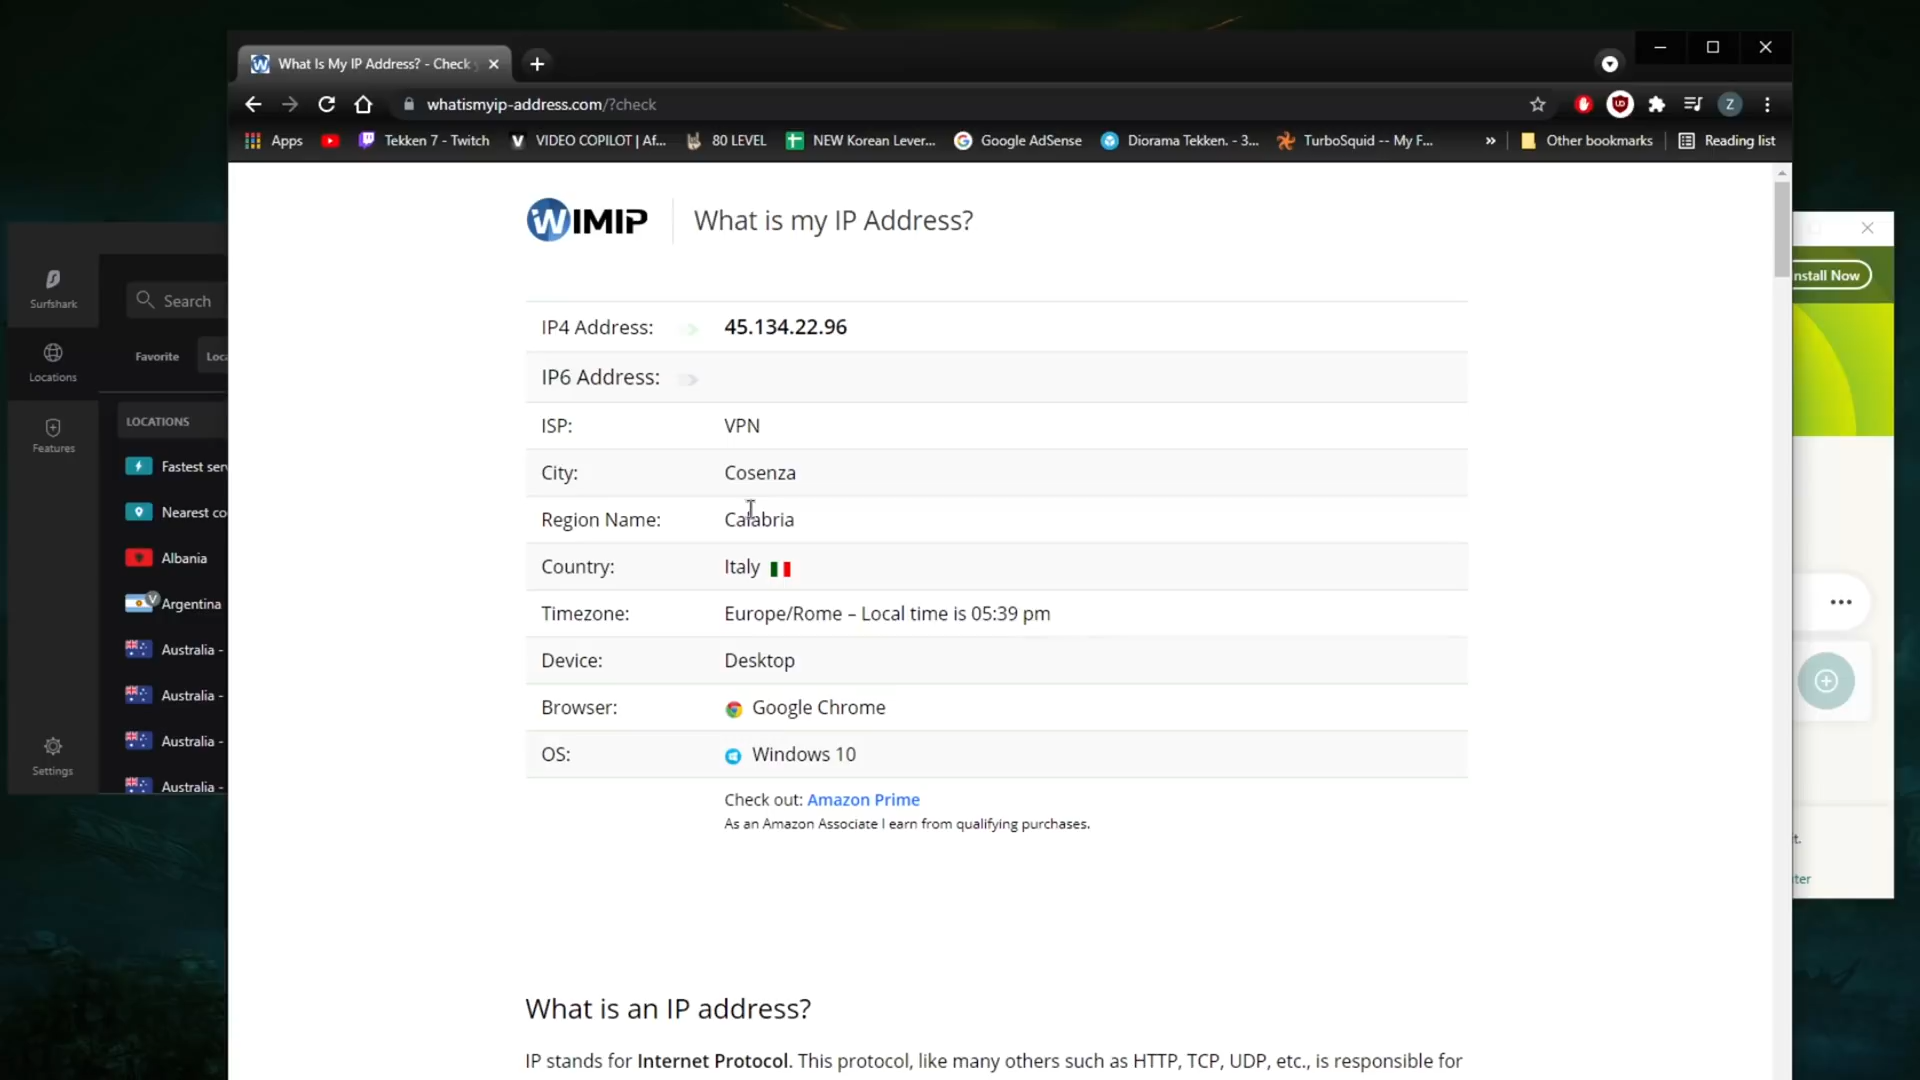 What Is My IP Address? - Check
whatismyip-address.com/?check
Z
Apps
Tekken 7 - Twitch
VIDEO COPILOT | Af...
80 LEVEL
NEW Korean Lever...
Google AdSense
Diorama Tekken. - 3...
TurboSquid -- My F...
»
Other bookmarks
Reading list
WIMIP
What is my IP Address?
IP4 Address: 45.134.22.96
IP6 Address:
ISP: VPN
City: Cosenza
Region Name: Calabria
Country: Italy
Timezone: Europe/Rome – Local time is 05:39 pm
Device: Desktop
Browser: Google Chrome
OS: Windows 10
Check out: Amazon Prime
As an Amazon Associate I earn from qualifying purchases.
What is an IP address?
IP stands for Internet Protocol. This protocol, like many others such as HTTP, TCP, UDP, etc., is responsible for
Surfshark
Locations
Features
Settings
Search
Favorite
Loca
LOCATIONS
Fastest serv
Nearest co
Albania
Argentina
Australia -
Australia -
Australia -
Australia -
nstall Now
t.
ter